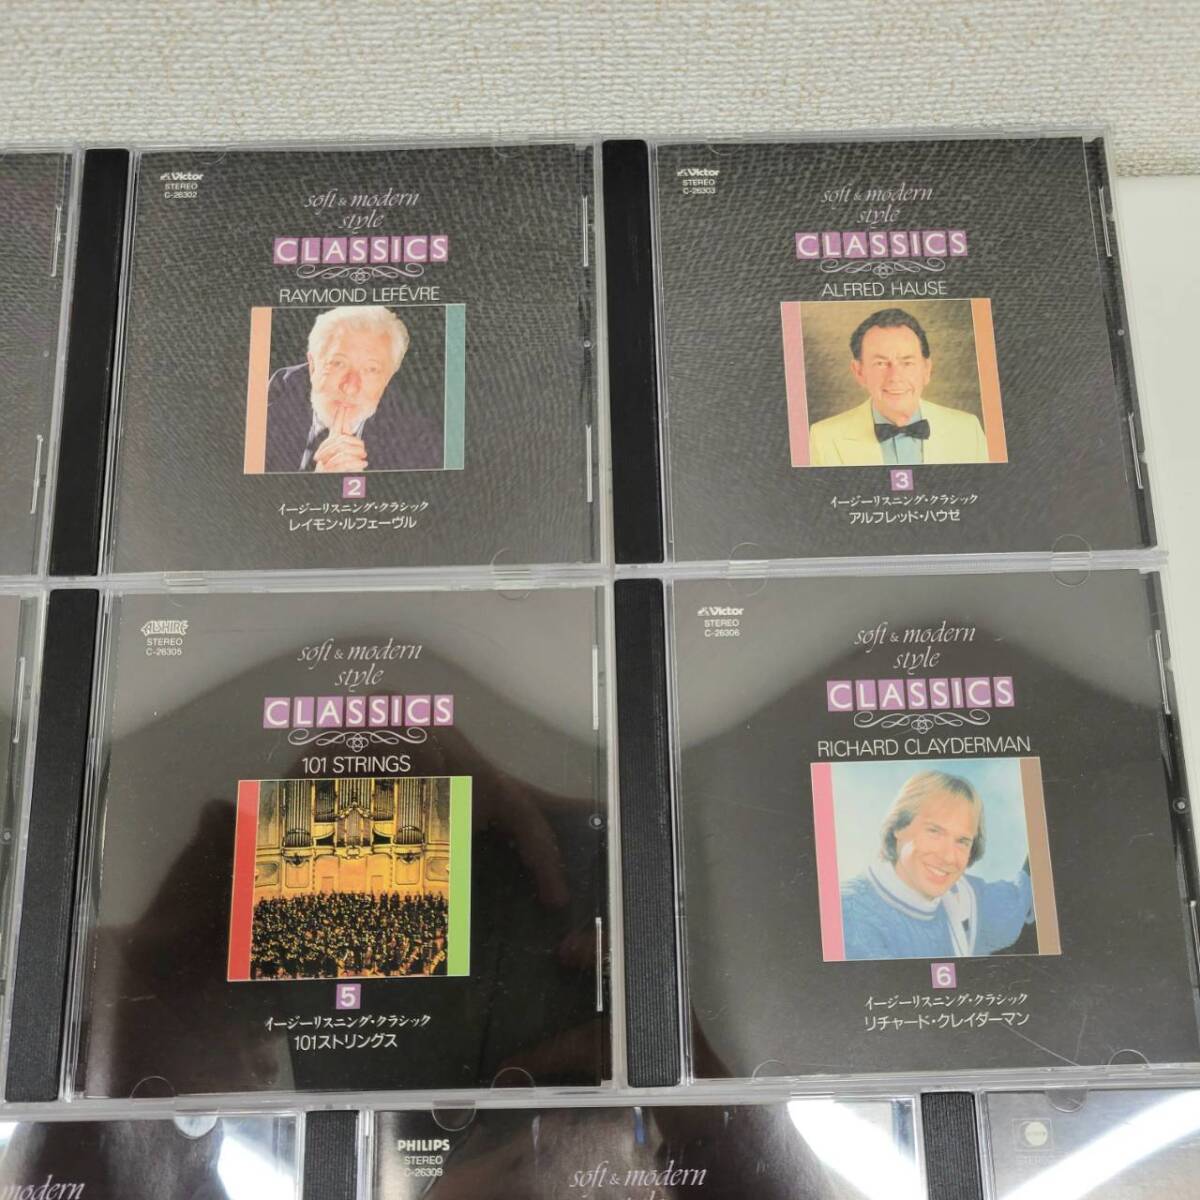 Victor
STEREO
C-26302
soft & modern
style
CLASSICS
RAYMOND LEFÉVRE
2
イージーリスニング・クラシック
レイモン・ルフェーヴル
Victor
STEREO
C-26303
soft & modern
style
CLASSICS
ALFRED HAUSE
3
イージーリスニング・クラシック
アルフレッド・ハウゼ
ALSHIRE
STEREO
C-26305
soft & modern
style
CLASSICS
101 STRINGS
5
イージーリスニング・クラシック
101ストリングス
Victor
STEREO
C-26306
soft & modern
style
CLASSICS
RICHARD CLAYDERMAN
6
イージーリスニング・クラシック
リチャード・クレイダーマン
modern
PHILIPS
STEREO
C-26309
soft & modern